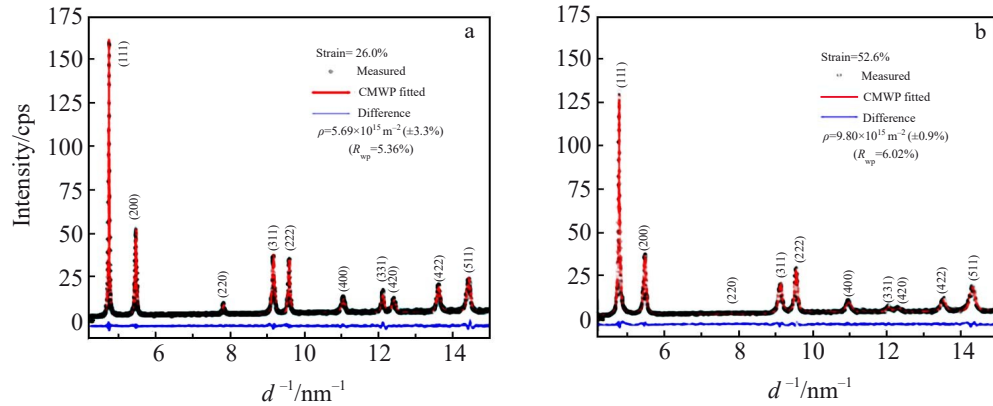 a
Strain= 26.0%
Measured
CMWP fitted
Difference
ρ=5.69×10¹⁵ m⁻² (±3.3%)
(R_wp=5.36%)
Intensity/cps
175
150
125
100
75
50
25
0
(111)
(200)
(220)
(311)
(222)
(400)
(331)
(420)
(422)
(511)
6 8 10 12 14
d ⁻¹/nm⁻¹
b
Strain=52.6%
Measured
CMWP fitted
Difference
ρ=9.80×10¹⁵ m⁻² (±0.9%)
(R_wp=6.02%)
175
150
125
100
75
50
25
0
(111)
(200)
(220)
(311)
(222)
(400)
(331)
(420)
(422)
(511)
6 8 10 12 14
d ⁻¹/nm⁻¹